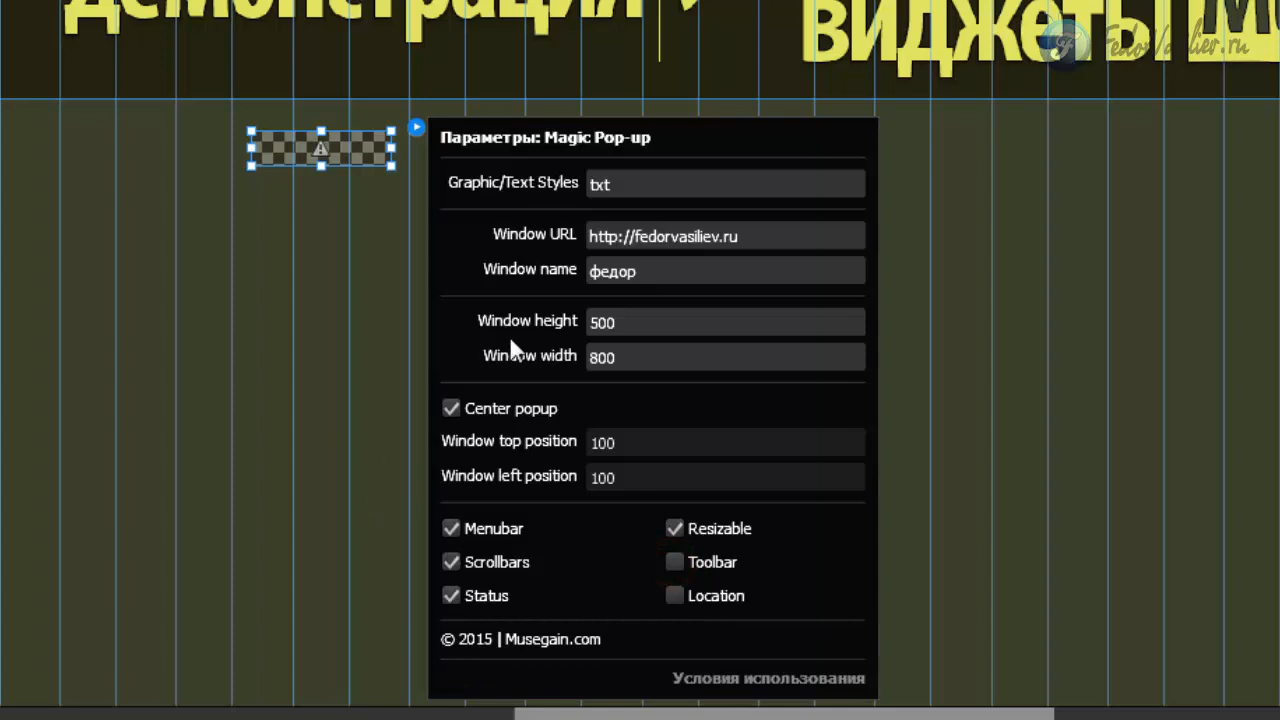 демонстрация
виджеты
FedorVasiliev.ru
Параметры: Magic Pop-up
Graphic/Text Styles txt
Window URL http://fedorvasiliev.ru
Window name федор
Window height 500
Window width 800
Center popup
Window top position 100
Window left position 100
Menubar Resizable
Scrollbars Toolbar
Status Location
© 2015 | Musegain.com
Условия использования